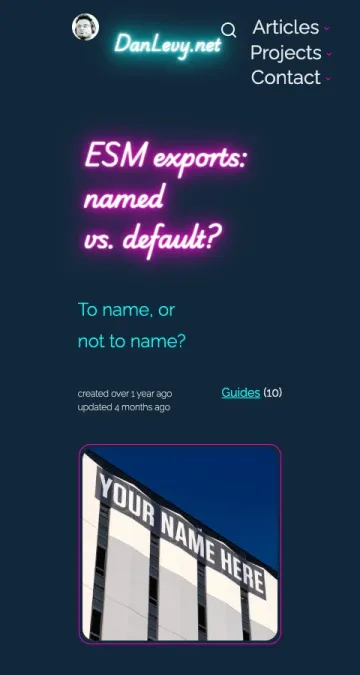 DanLevy.net
Articles
Projects
Contact
ESM exports:
named
vs. default?
To name, or
not to name?
created over 1 year ago
updated 4 months ago
Guides (10)
YOUR NAME HERE